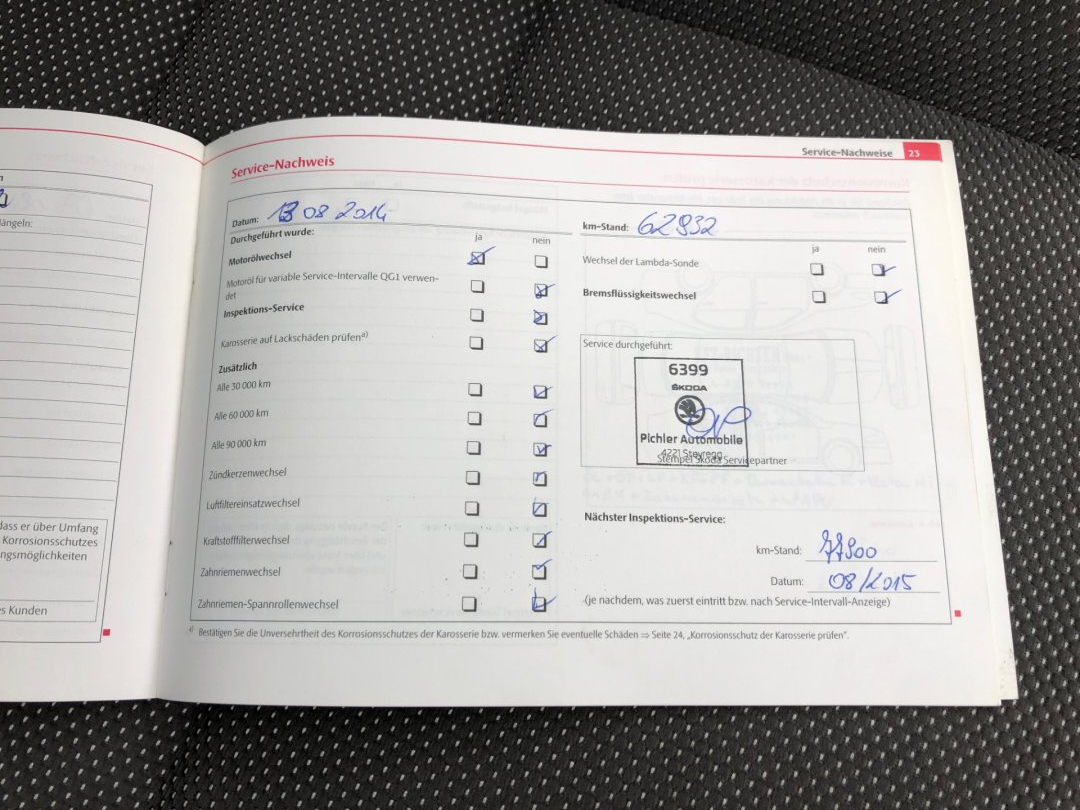 Service-Nachweise 23
Service-Nachweis
Datum: 13 08 2014
km-Stand: 62932
Durchgeführt wurde:
ja nein
Motorölwechsel
Motoröl für variable Service-Intervalle QG1 verwen-
det
Inspektions-Service
Karosserie auf Lackschäden prüfen a)
Zusätzlich
Alle 30 000 km
Alle 60 000 km
Alle 90 000 km
Zündkerzenwechsel
Luftfiltereinsatzwechsel
Kraftstofffilterwechsel
Zahnriemenwechsel
Zahnriemen-Spannrollenwechsel
ja nein
Wechsel der Lambda-Sonde
Bremsflüssigkeitswechsel
Service durchgeführt:
6399
ŠKODA
Pichler Automobile
4221 Steyregg
Stempel Škoda Servicepartner
Nächster Inspektions-Service:
km-Stand: 77900
Datum: 08/2015
(je nachdem, was zuerst eintritt bzw. nach Service-Intervall-Anzeige)
a) Bestätigen Sie die Unversehrtheit des Korrosionsschutzes der Karosserie bzw. vermerken Sie eventuelle Schäden ⇒ Seite 24, „Korrosionsschutz der Karosserie prüfen".
dass er über Umfang
Korrosionsschutzes
ngsmöglichkeiten
s Kunden